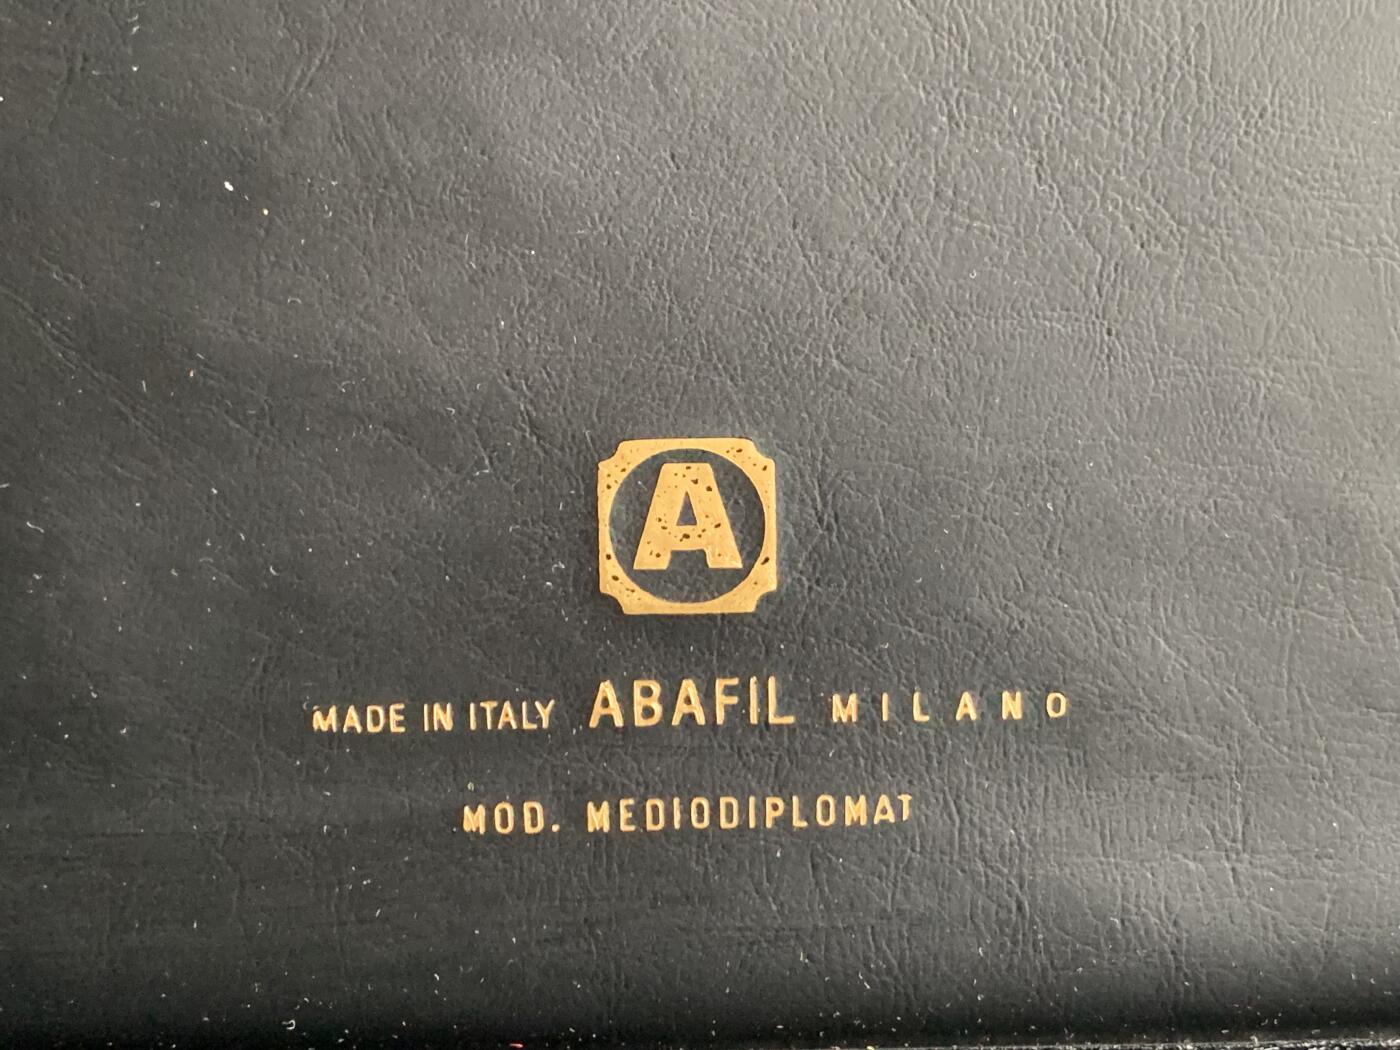 A
MADE IN ITALY ABAFIL MILANO
MOD. MEDIODIPLOMAT